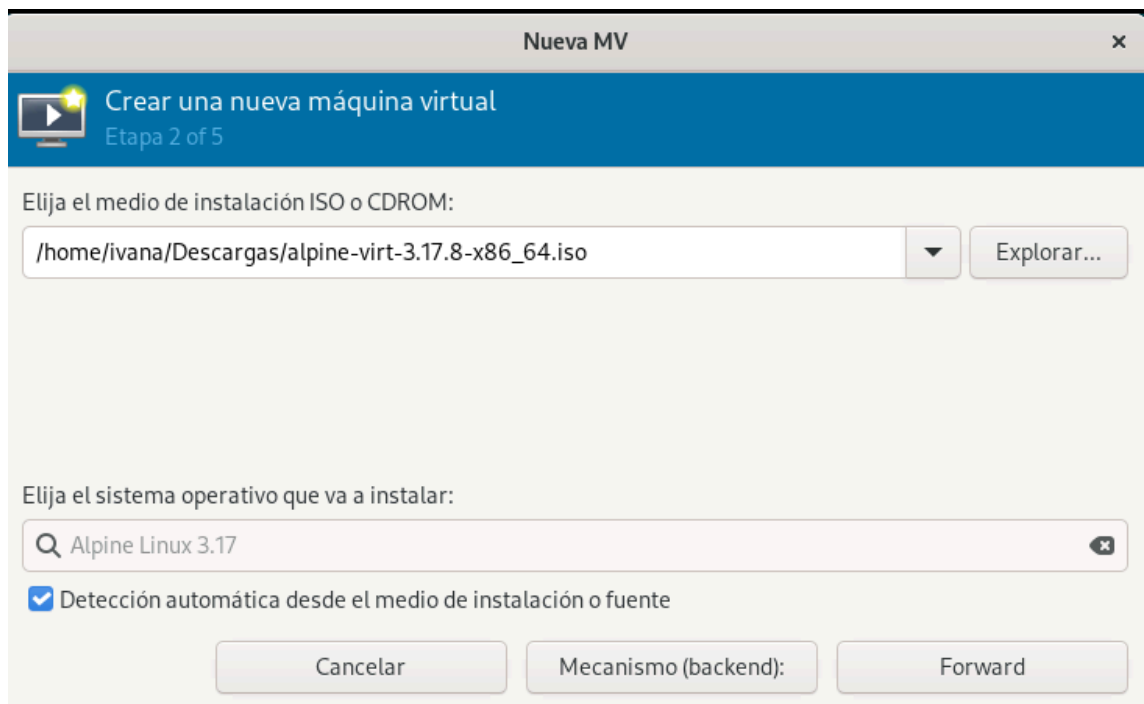 Nueva MV
Crear una nueva máquina virtual
Etapa 2 of 5
Elija el medio de instalación ISO o CDROM:
/home/ivana/Descargas/alpine-virt-3.17.8-x86_64.iso
Explorar...
Elija el sistema operativo que va a instalar:
Alpine Linux 3.17
Detección automática desde el medio de instalación o fuente
Cancelar
Mecanismo (backend):
Forward